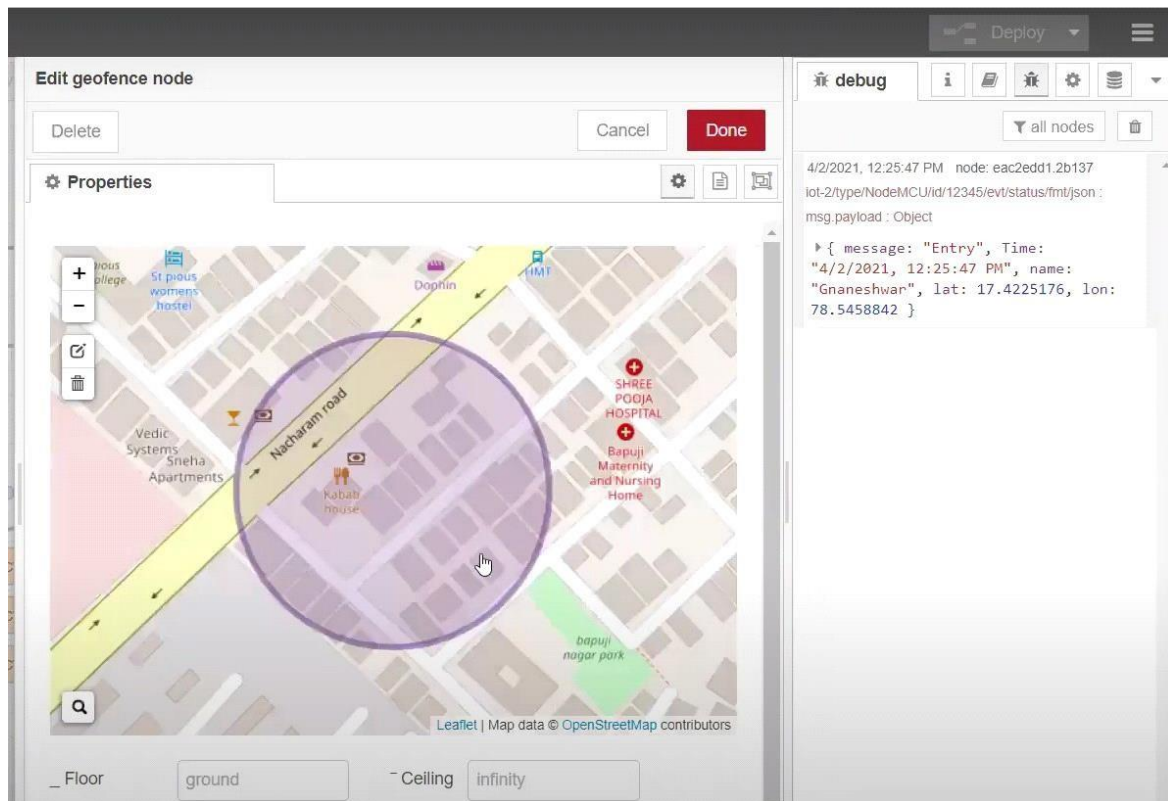 Deploy
Edit geofence node
Delete
Cancel
Done
Properties
+
−
St pious
womens
hostel
Dophin
HMT
SHREE
POOJA
HOSPITAL
Bapuji
Maternity
and Nursing
Home
Nacharam road
Vedic
Systems
Sneha
Apartments
Kabab
house
bapuji
nagar park
Leaflet | Map data © OpenStreetMap contributors
Floor
ground
Ceiling
infinity
debug
i
all nodes
4/2/2021, 12:25:47 PM node: eac2edd1.2b137
iot-2/type/NodeMCU/id/12345/evt/status/fmt/json :
msg.payload : Object
{ message: "Entry", Time:
"4/2/2021, 12:25:47 PM", name:
"Gnaneshwar", lat: 17.4225176, lon:
78.5458842 }